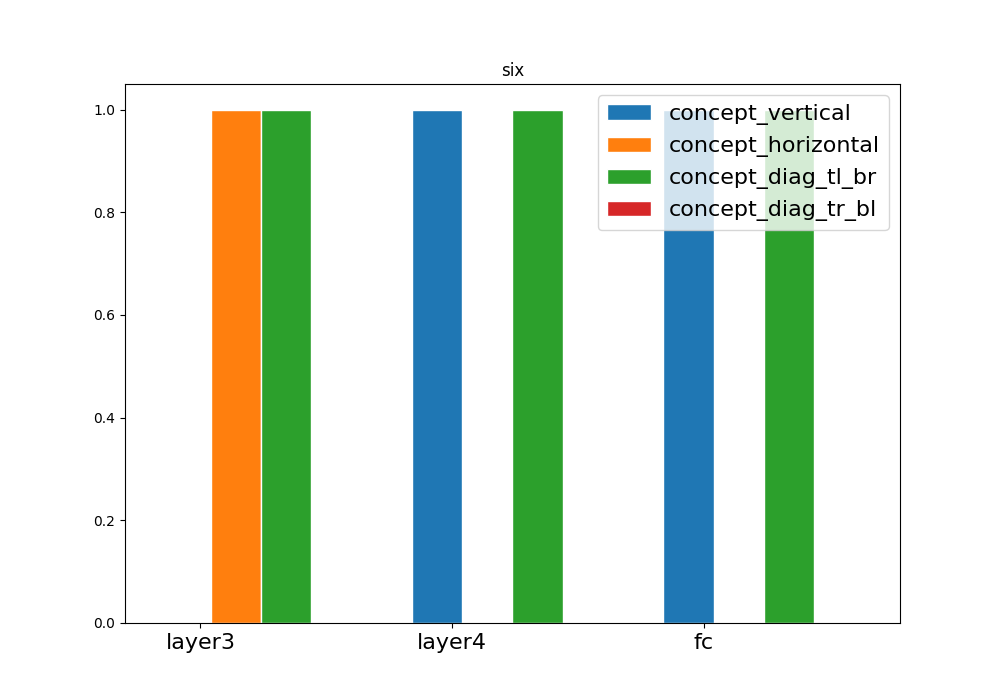 six
1.0
0.8
0.6
0.4
0.2
0.0
concept_vertical
concept_horizontal
concept_diag_tl_br
concept_diag_tr_bl
layer3
layer4
fc